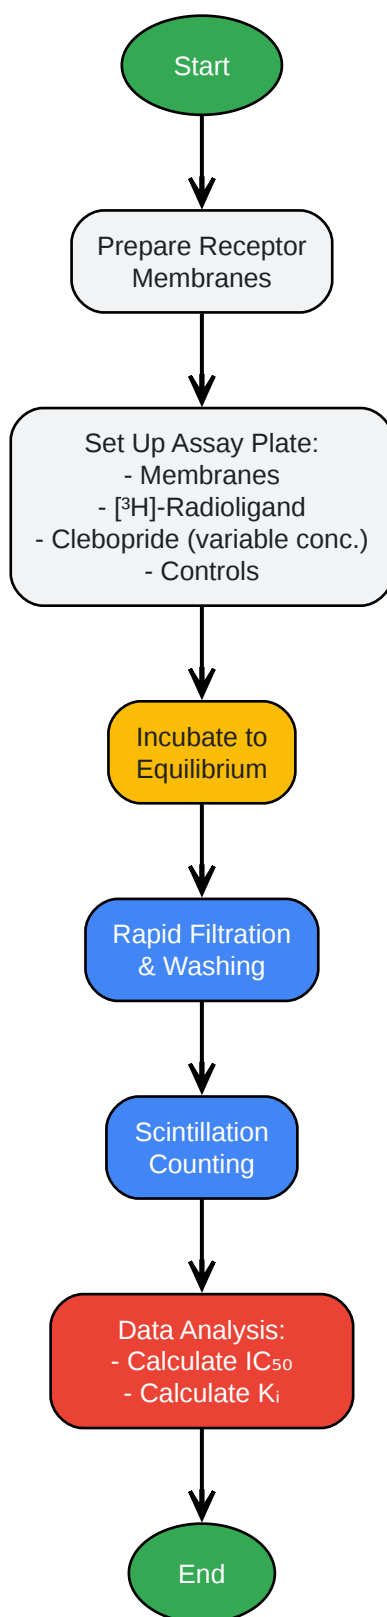 Start
Prepare Receptor
Membranes
Set Up Assay Plate:
- Membranes
- [³H]-Radioligand
- Clebopride (variable conc.)
- Controls
Incubate to
Equilibrium
Rapid Filtration
& Washing
Scintillation
Counting
Data Analysis:
- Calculate IC₅₀
- Calculate Kᵢ
End